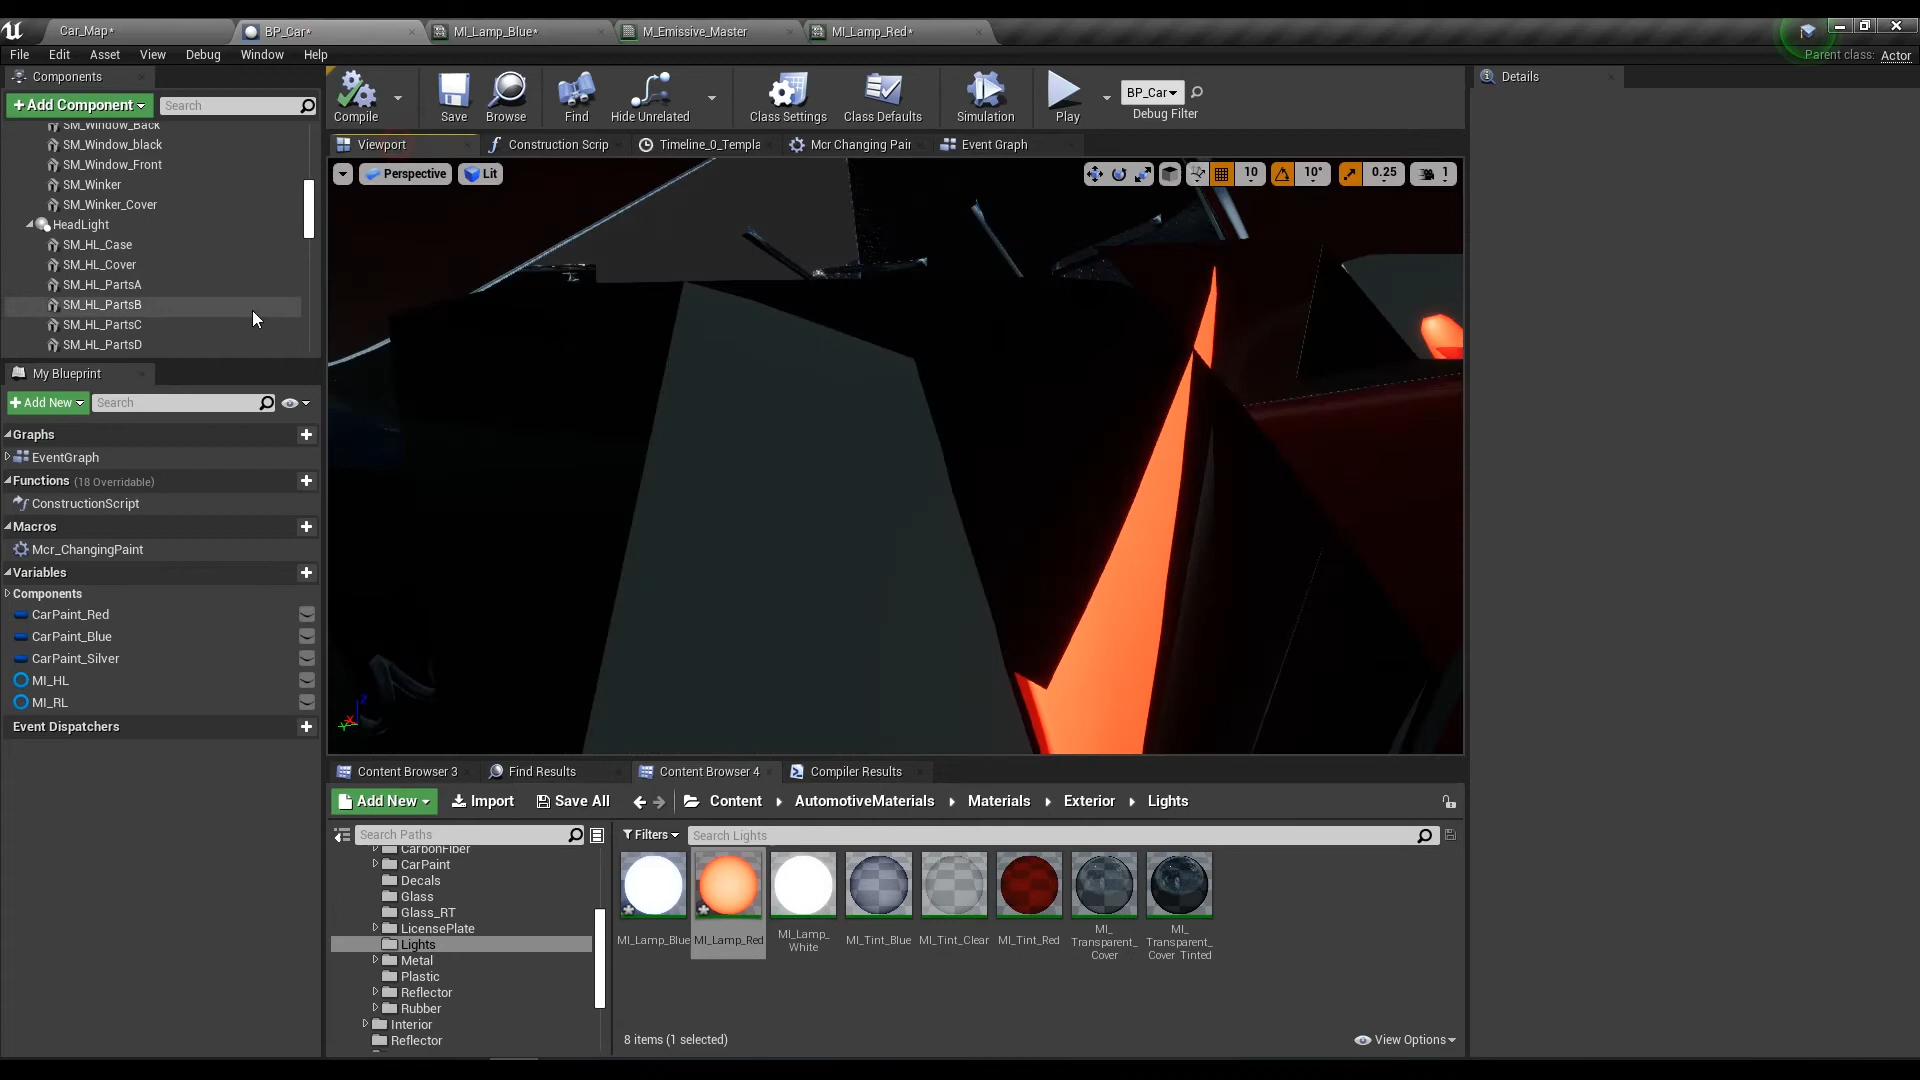 Car_Map*
BP_Car*
MI_Lamp_Blue*
M_Emissive_Master
MI_Lamp_Red*
File Edit Asset View Debug Window Help
Parent class: Actor
Components
+Add Component
Search
SM_Window_Back
SM_Window_black
SM_Window_Front
SM_Winker
SM_Winker_Cover
HeadLight
SM_HL_Case
SM_HL_Cover
SM_HL_PartsA
SM_HL_PartsB
SM_HL_PartsC
SM_HL_PartsD
Compile
Save
Browse
Find
Hide Unrelated
Class Settings
Class Defaults
Simulation
Play
BP_Car
Debug Filter
Details
Viewport
Construction Scrip
Timeline_0_Templa
Mcr Changing Pair
Event Graph
Perspective
Lit
10
10°
0.25
1
My Blueprint
+Add New
Search
Graphs
EventGraph
Functions (18 Overridable)
ConstructionScript
Macros
Mcr_ChangingPaint
Variables
Components
CarPaint_Red
CarPaint_Blue
CarPaint_Silver
MI_HL
MI_RL
Event Dispatchers
Content Browser 3
Find Results
Content Browser 4
Compiler Results
Add New
Import
Save All
Content
AutomotiveMaterials
Materials
Exterior
Lights
Search Paths
Filters
Search Lights
CarbonFiber
CarPaint
Decals
Glass
Glass_RT
LicensePlate
Lights
Metal
Plastic
Reflector
Rubber
Interior
Reflector
MI_Lamp_Blue
MI_Lamp_Red
MI_Lamp_
White
MI_Tint_Blue
MI_Tint_Clear
MI_Tint_Red
MI_
Transparent_
Cover
MI_
Transparent_
Cover_Tinted
8 items (1 selected)
View Options